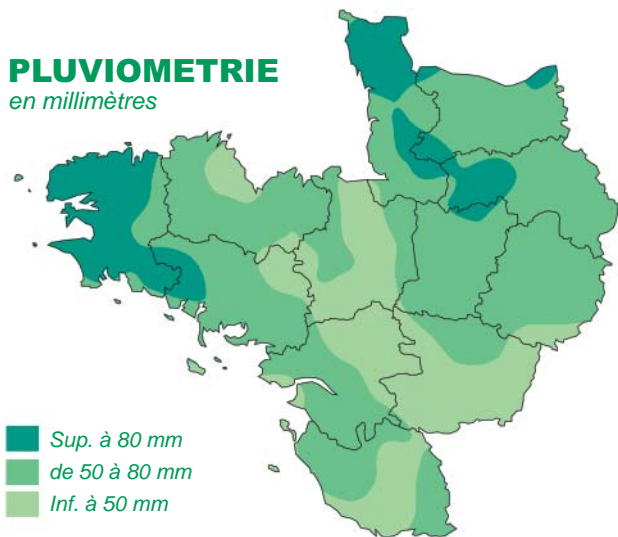 PLUVIOMETRIE
en millimètres
Sup. à 80 mm
de 50 à 80 mm
Inf. à 50 mm